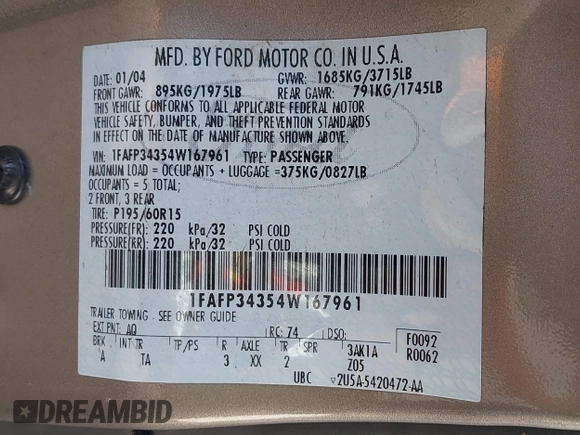 MFD. BY FORD MOTOR CO. IN U.S.A.
DATE: 01/04 GVWR: 1685KG/3715LB
FRONT GAWR: 895KG/1975LB REAR GAWR: 791KG/1745LB
THIS VEHICLE CONFORMS TO ALL APPLICABLE FEDERAL MOTOR
VEHICLE SAFETY, BUMPER, AND THEFT PREVENTION STANDARDS
IN EFFECT ON THE DATE OF MANUFACTURE SHOWN ABOVE.
VIN: 1FAFP34354W167961 TYPE: PASSENGER
MAXIMUM LOAD = OCCUPANTS + LUGGAGE =375KG/0827LB
OCCUPANTS = 5 TOTAL;
2 FRONT, 3 REAR
TIRE: P195/60R15
PRESSURE(FR): 220 kPa/32 PSI COLD
PRESSURE(RR): 220 kPa/32 PSI COLD
1FAFP34354W167961
TRAILER TOWING - SEE OWNER GUIDE
EXT PNT: AQ RC: 74 DSO: F0092
BRK INT TR TP/PS R AXLE TR SPR 3AK1A R0062
A TA 3 XX 2 Z05
UBC 2U5A-5420472-AA
DREAMBID